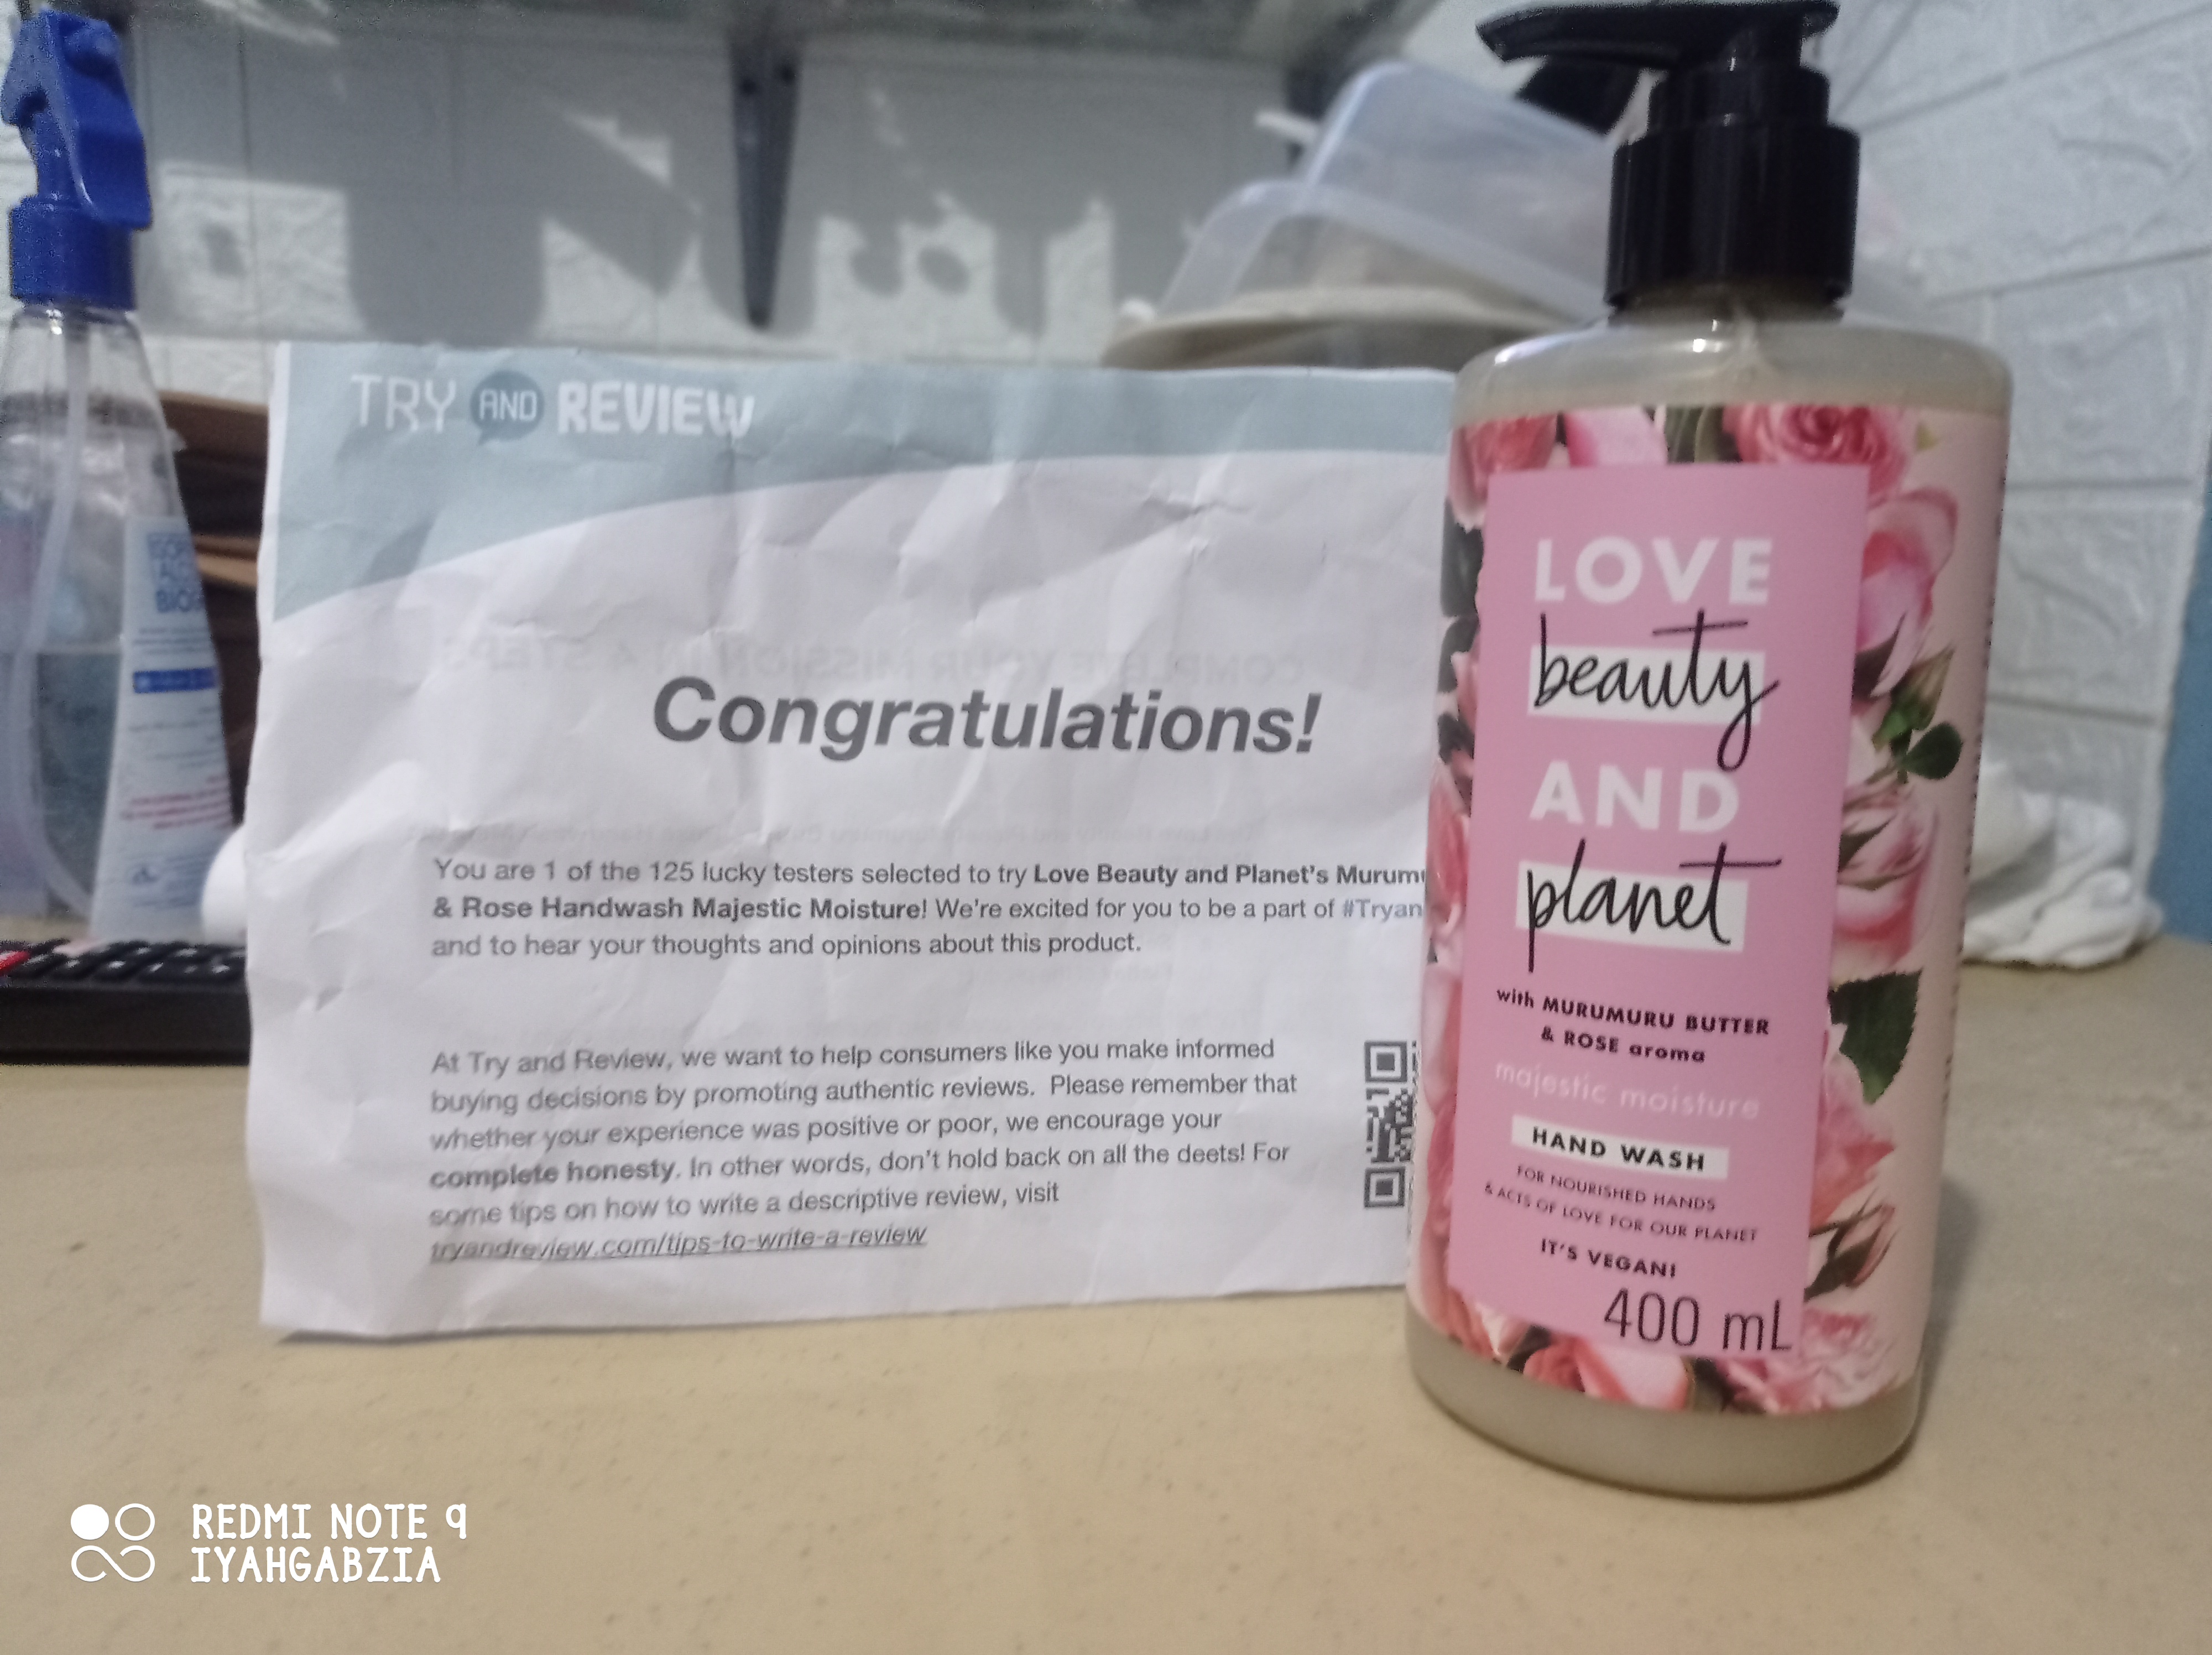 TRY AND REVIEW
Congratulations!
You are 1 of the 125 lucky testers selected to try Love Beauty and Planet's
& Rose Handwash Majestic Moisture! We're excited for you to be a part of
and to hear your thoughts and opinions about this product.
At Try and Review, we want to help consumers like you make informed
buying decisions by promoting authentic reviews. Please remember that
whether your experience was positive or poor, we encourage your
complete honesty. In other words, don't hold back on all the deets! For
some tips on how to write a descriptive review, visit
tryandreview.com/tips-to-write-a-review
LOVE
beauty
AND
planet
with MURUMURU BUTTER
& ROSE aroma
majestic moisture
HAND WASH
FOR NOURISHED HANDS
& ACTS OF LOVE FOR OUR PLANET
IT'S VEGAN!
400 mL
REDMI NOTE 9
IYAHGABZIA